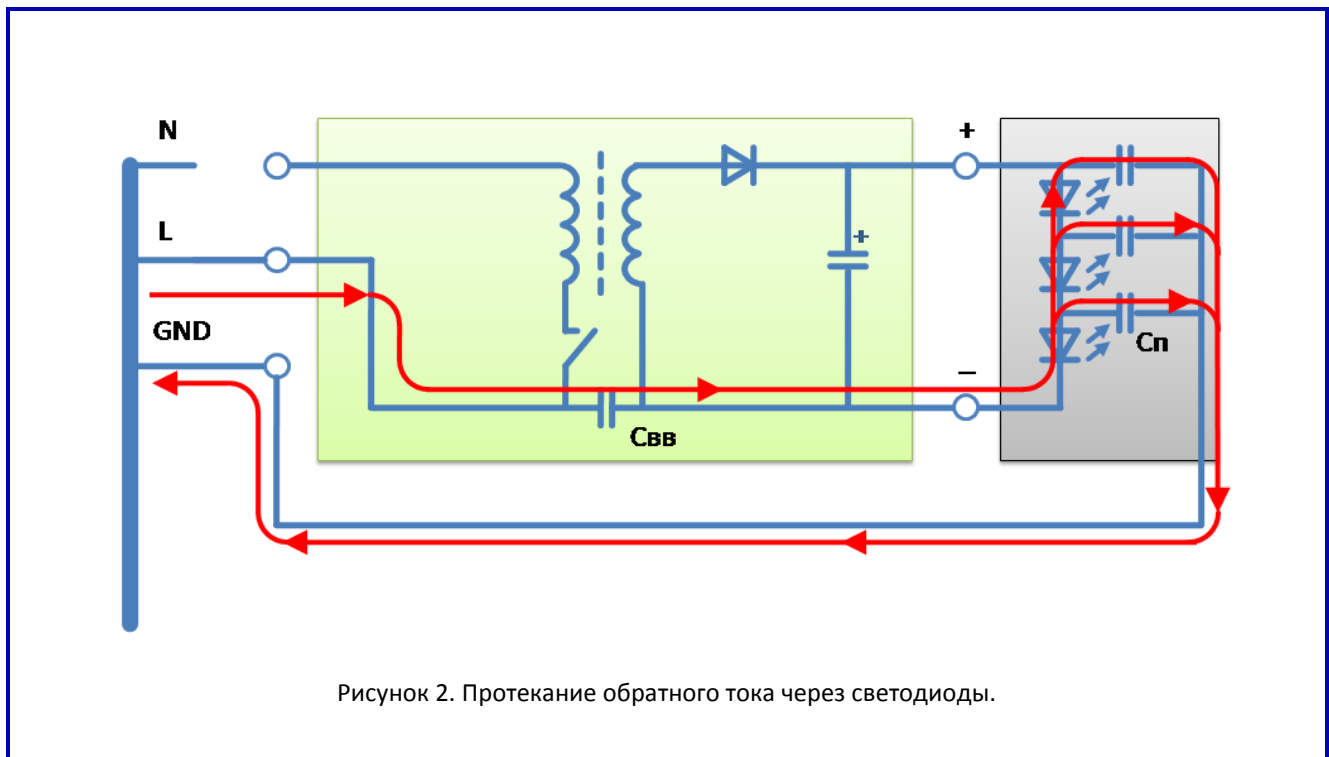 N
+
L
+
GND
Сп
–
Свв
Рисунок 2. Протекание обратного тока через светодиоды.